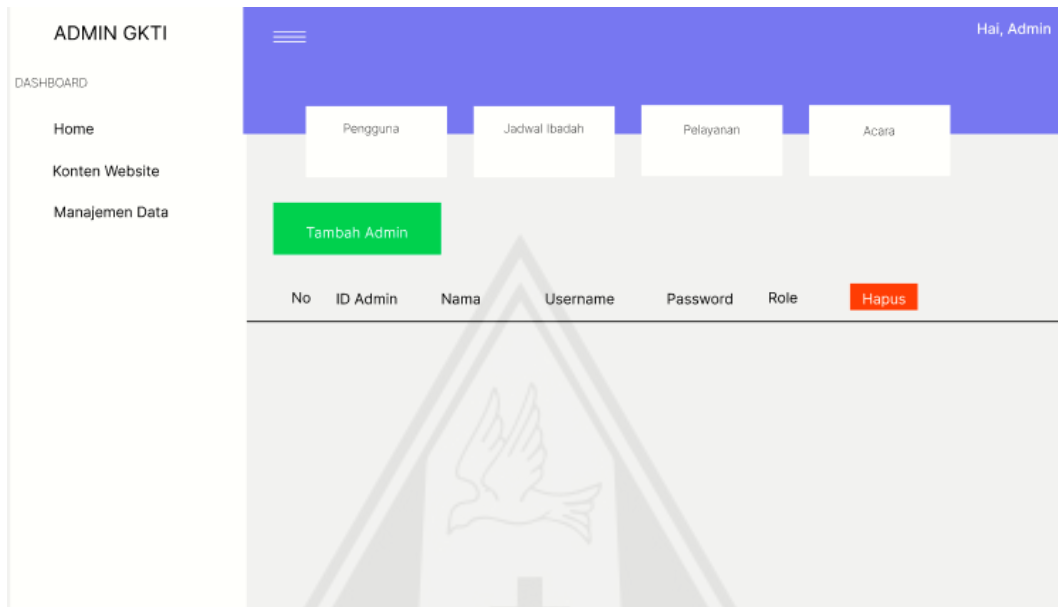 ADMIN GKTI
DASHBOARD
Home
Konten Website
Manajemen Data
Hai, Admin
Pengguna
Jadwal Ibadah
Pelayanan
Acara
Tambah Admin
No ID Admin Nama Username Password Role Hapus